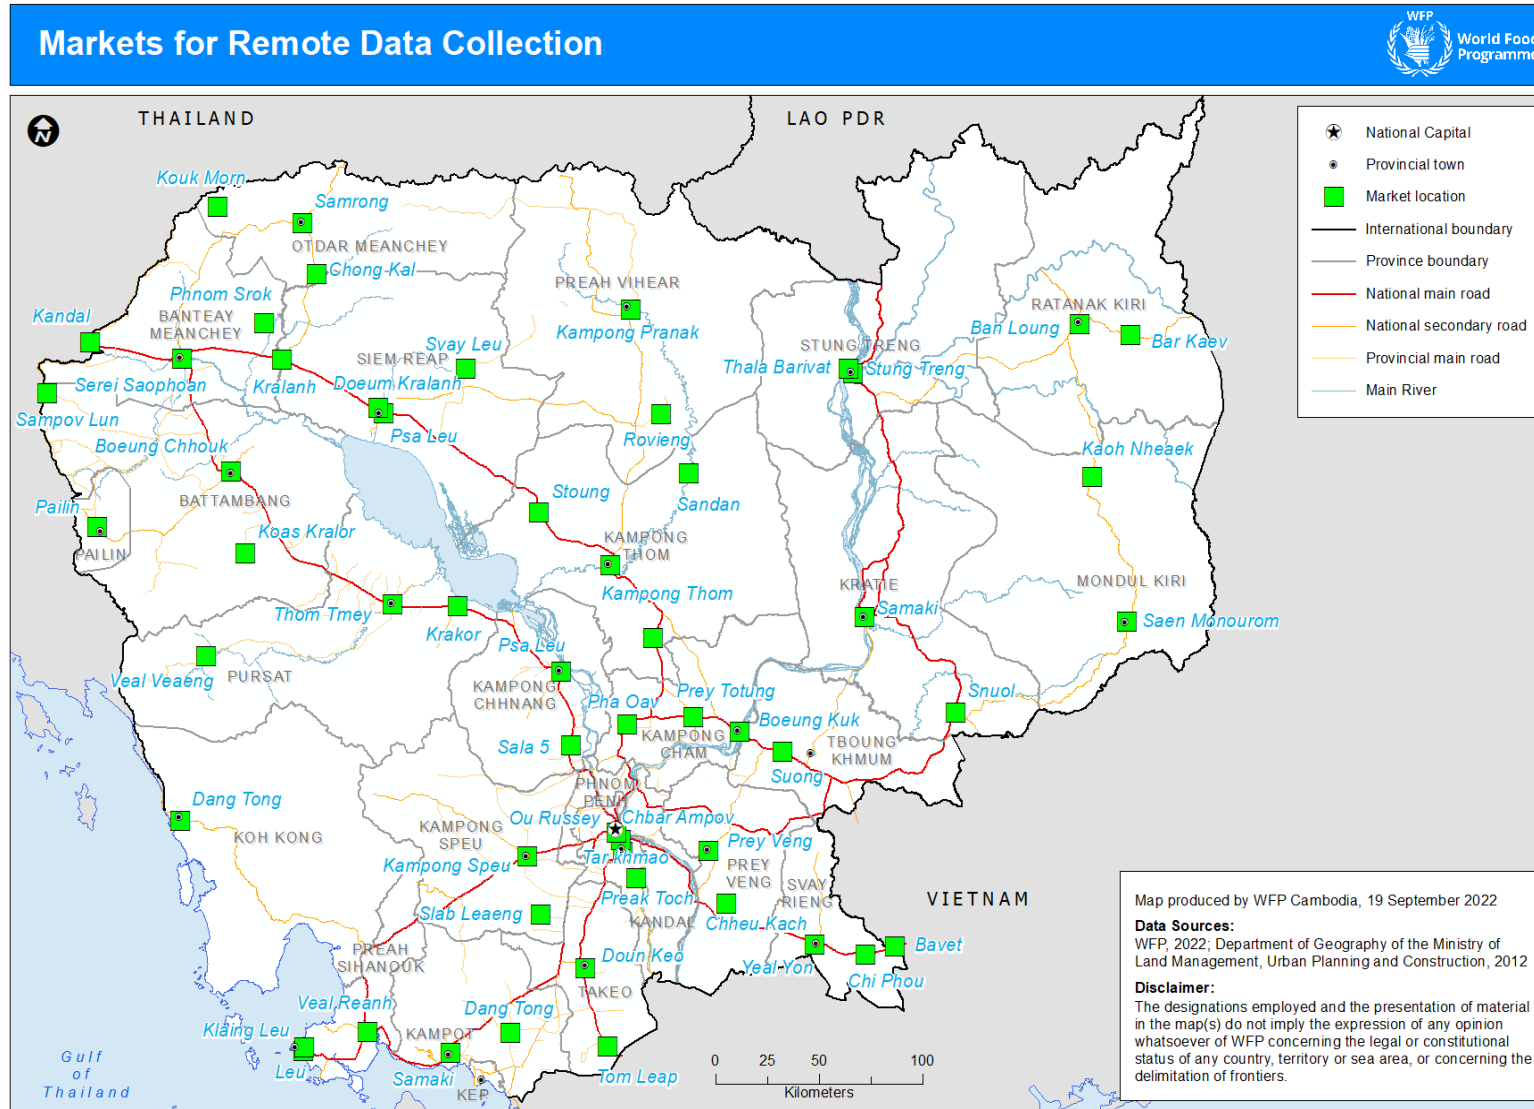 Markets for Remote Data Collection
WFP
World Food
Programme
THAILAND
LAO PDR
National Capital
Provincial town
Market location
International boundary
Province boundary
National main road
National secondary road
Provincial main road
Main River
Kouk Morn
Samrong
OTDAR MEANCHEY
Chong Kal
PREAH VIHEAR
Phnom Srok
BANTEAY
MEANCHEY
Kandal
Kampong Pranak
RATANAK KIRI
Ban Loung
Bar Kaev
Svay Leu
SIEM REAP
STUNG TRENG
Thala Barivat
Stung Treng
Serei Saophoan
Kralanh
Doeum Kralanh
Sampov Lun
Psa Leu
Rovieng
Boeung Chhouk
Kaoh Nheaek
BATTAMBANG
Stoung
Sandan
Pailin
PAILIN
Koas Kralor
KAMPONG
THOM
Kampong Thom
KRATIE
MONDUL KIRI
Thom Tmey
Krakor
Samaki
Saen Monourom
Psa Leu
Veal Veaeng
PURSAT
KAMPONG
CHHNANG
Pha Oav
Prey Totung
Snuol
Boeung Kuk
KAMPONG
CHAM
TBOUNG
KHMUM
Sala 5
Suong
PHNOM
PENH
Dang Tong
KOH KONG
KAMPONG
SPEU
Ou Russey
Chbar Ampov
Kampong Speu
Tar khmao
Prey Veng
PREY
VENG
SVAY
RIENG
Preak Toch
VIETNAM
Slab Leaeng
KANDAL
Chheu Kach
PREAH
SIHANOUK
Doun Keo
Yeal Yon
Bavet
Chi Phou
TAKEO
Veal Reanh
Dang Tong
Klaing Leu
KAMPOT
Leu
Samaki
KEP
Tom Leap
Gulf
of
Thailand
0 25 50 100
Kilometers
Map produced by WFP Cambodia, 19 September 2022
Data Sources:
WFP, 2022; Department of Geography of the Ministry of
Land Management, Urban Planning and Construction, 2012
Disclaimer:
The designations employed and the presentation of material
in the map(s) do not imply the expression of any opinion
whatsoever of WFP concerning the legal or constitutional
status of any country, territory or sea area, or concerning the
delimitation of frontiers.
N